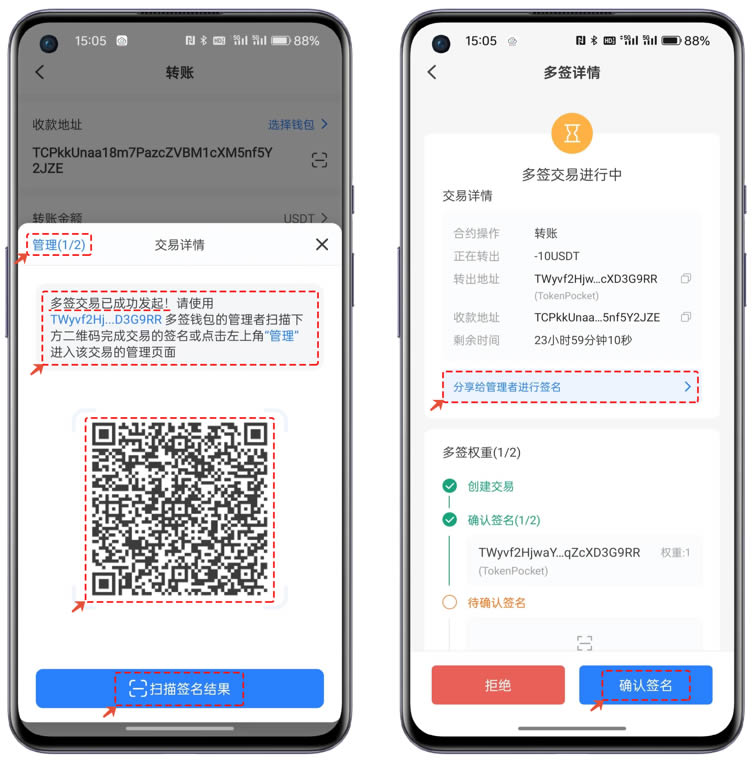 15:05
88%
转账
收款地址
选择钱包
TCPkkUnaa18m7PazcZVBM1cXM5nf5Y
2JZE
转账金额
USDT
管理(1/2)
交易详情
多签交易已成功发起！请使用
TWyvf2Hj...D3G9RR 多签钱包的管理者扫描下
方二维码完成交易的签名或点击左上角“管理”
进入该交易的管理页面
扫描签名结果
15:05
88%
多签详情
多签交易进行中
交易详情
合约操作 转账
正在转出 -10USDT
转出地址 TWyvf2Hjw...cXD3G9RR
(TokenPocket)
收款地址 TCPkkUnaa...5nf5Y2JZE
剩余时间 23小时59分钟10秒
分享给管理者进行签名
多签权重(1/2)
创建交易
确认签名(1/2)
TWyvf2HjwaY...qZcXD3G9RR 权重:1
(TokenPocket)
待确认签名
拒绝
确认签名